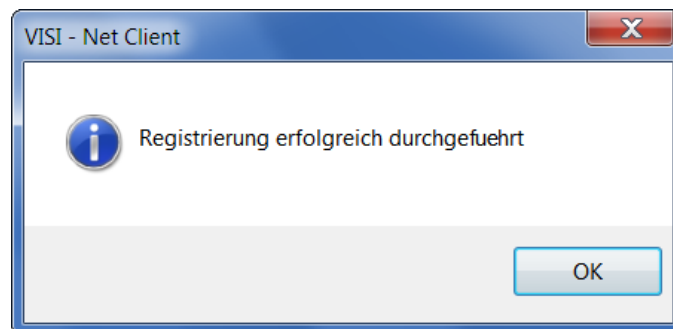 VISI - Net Client
Registrierung erfolgreich durchgefuehrt
OK